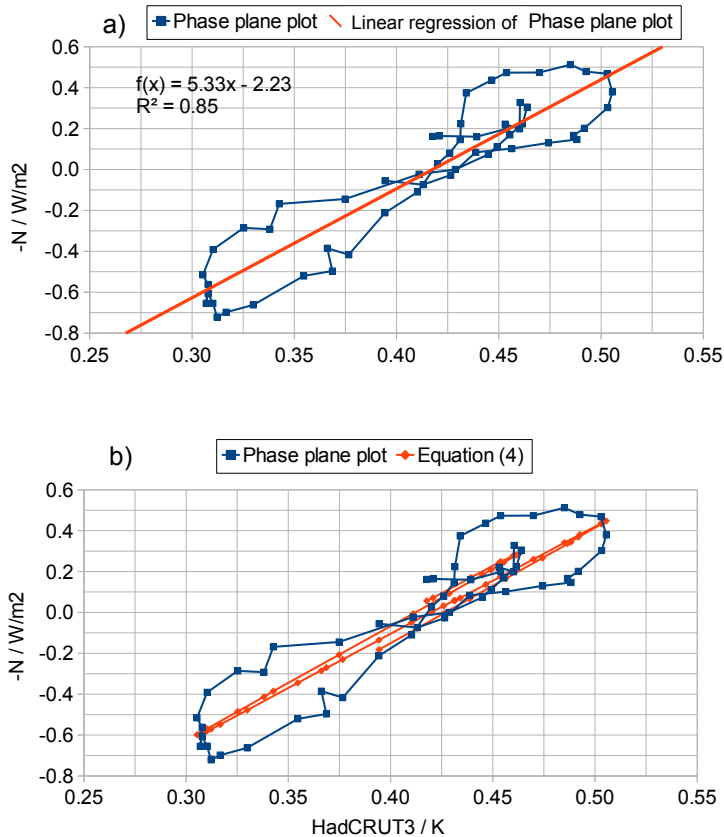 a)
Phase plane plot
Linear regression of Phase plane plot
f(x) = 5.33x - 2.23
R² = 0.85
-N / W/m2
0.6
0.4
0.2
0.0
-0.2
-0.4
-0.6
-0.8
0.25 0.30 0.35 0.40 0.45 0.50 0.55
b)
Phase plane plot
Equation (4)
-N / W/m2
0.6
0.4
0.2
0.0
-0.2
-0.4
-0.6
-0.8
0.25 0.30 0.35 0.40 0.45 0.50 0.55
HadCRUT3 / K